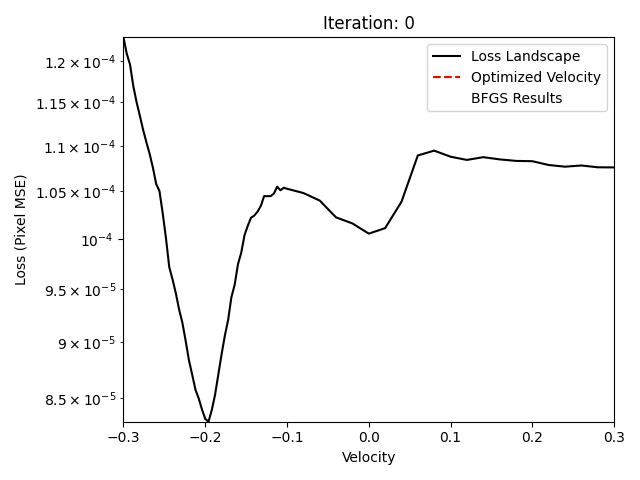 Iteration: 0
Loss Landscape
Optimized Velocity
BFGS Results
Loss (Pixel MSE)
1.2 × 10⁻⁴
1.15 × 10⁻⁴
1.1 × 10⁻⁴
1.05 × 10⁻⁴
10⁻⁴
9.5 × 10⁻⁵
9 × 10⁻⁵
8.5 × 10⁻⁵
−0.3 −0.2 −0.1 0.0 0.1 0.2 0.3
Velocity